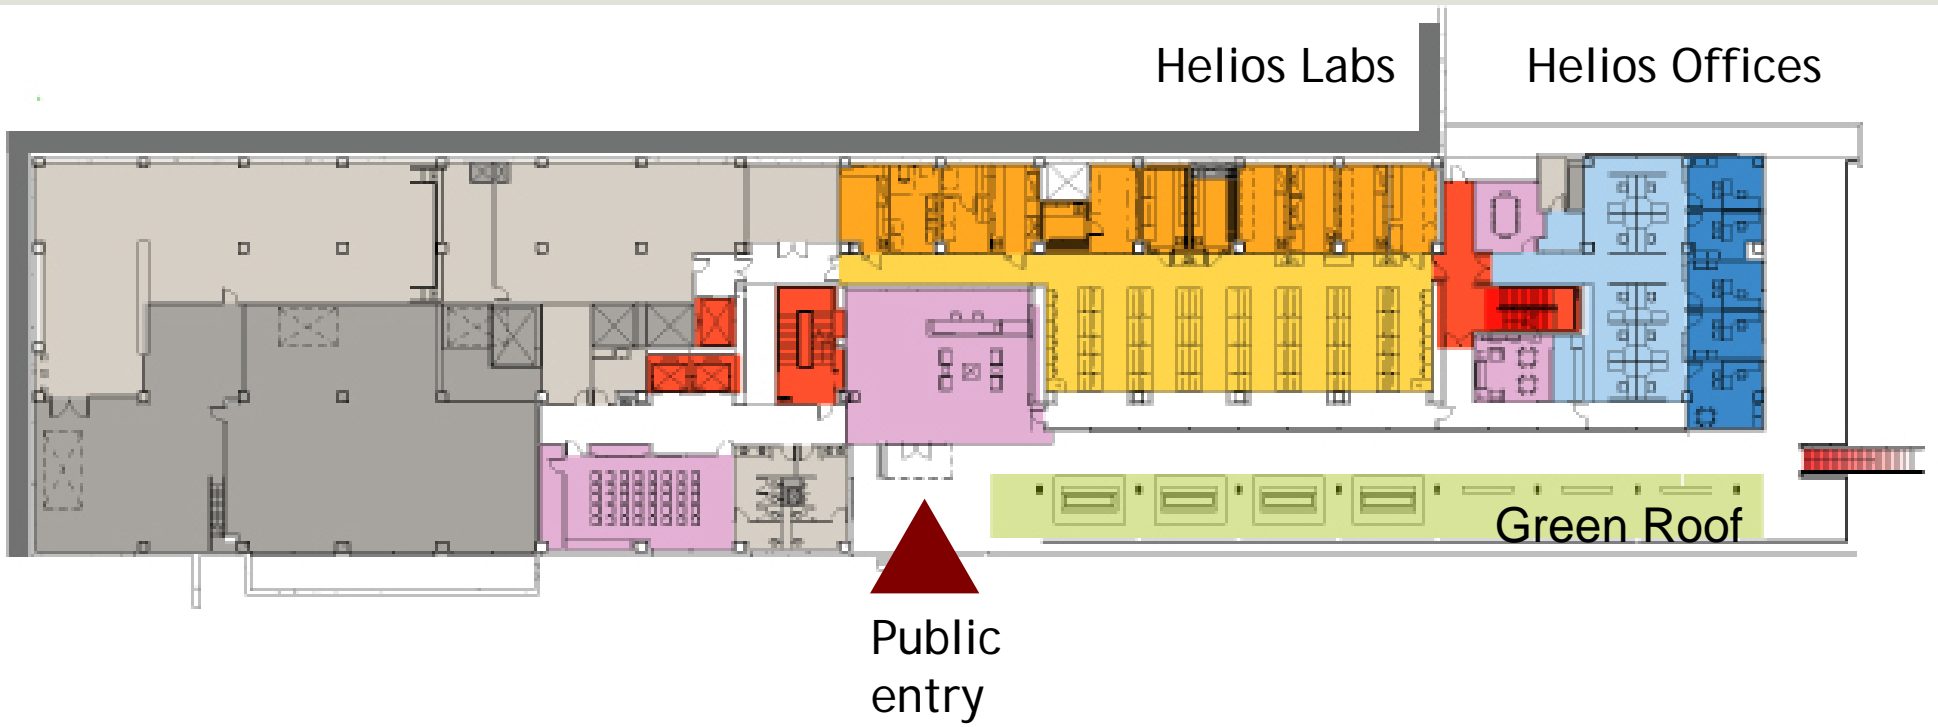 Helios Labs
Helios Offices
Green Roof
Public
entry